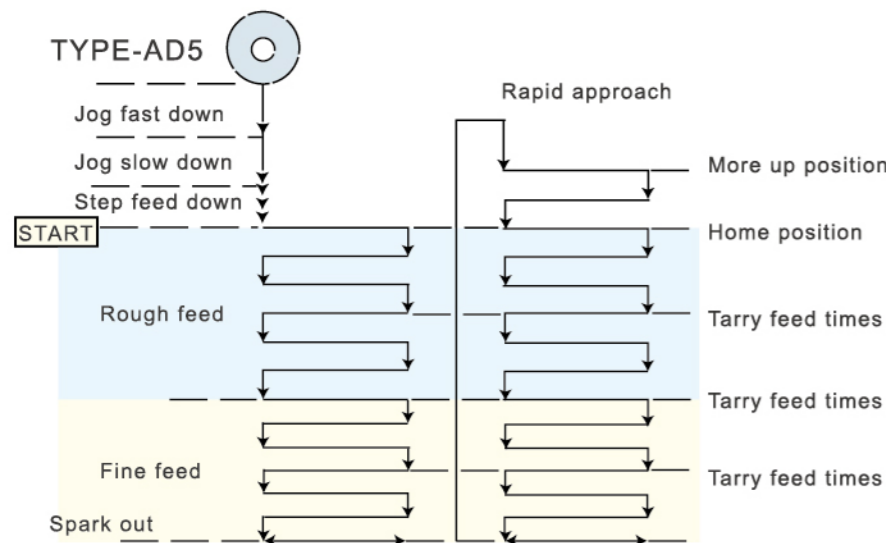 TYPE-AD5
Rapid approach
Jog fast down
Jog slow down
More up position
Step feed down
START
Home position
Rough feed
Tarry feed times
Tarry feed times
Fine feed
Tarry feed times
Spark out